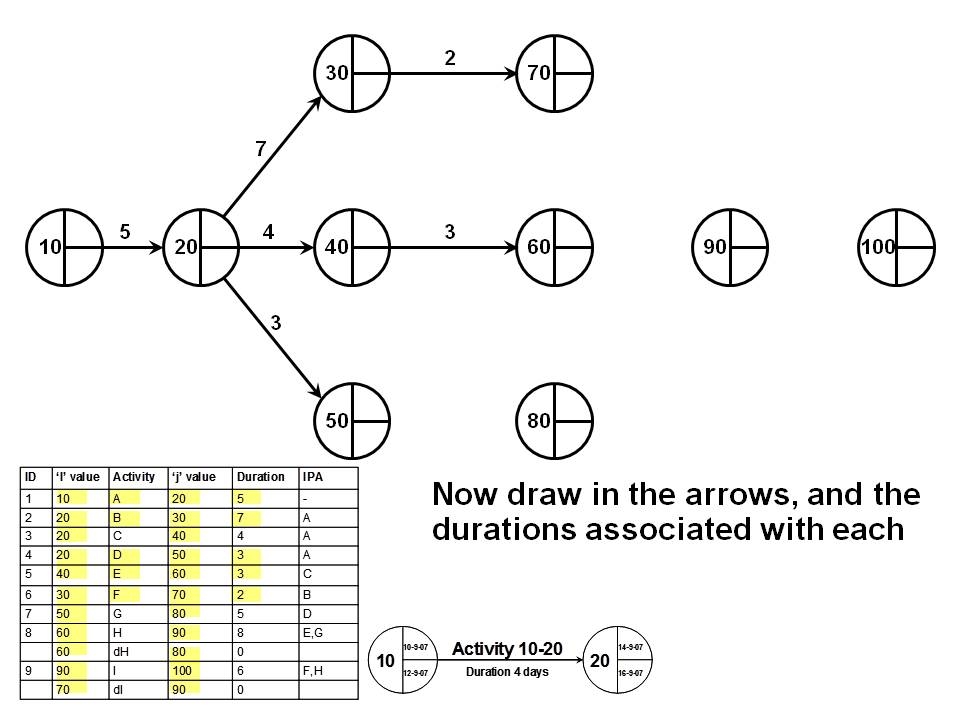 30
2
70
7
10
5
20
4
40
3
60
90
100
3
50
80
ID ‘I’ value Activity ‘j’ value Duration IPA
1 10 A 20 5 -
2 20 B 30 7 A
3 20 C 40 4 A
4 20 D 50 3 A
5 40 E 60 3 C
6 30 F 70 2 B
7 50 G 80 5 D
8 60 H 90 8 E,G
60 dH 80 0
9 90 I 100 6 F,H
70 dI 90 0
Now draw in the arrows, and the
durations associated with each
10 10-9-07 12-9-07
Activity 10-20
Duration 4 days
20 14-9-07 16-9-07